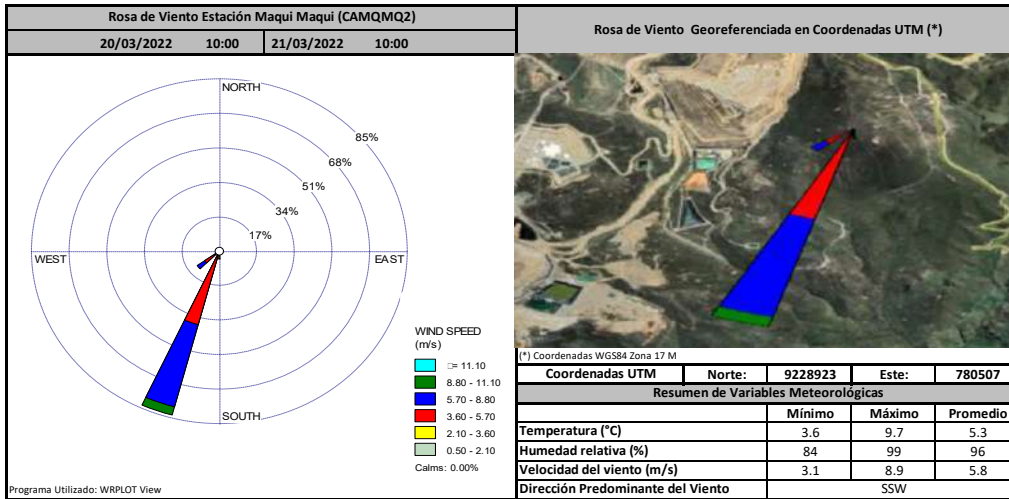 Rosa de Viento Estación Maqui Maqui (CAMQMQ2)
20/03/2022 10:00 21/03/2022 10:00
NORTH
85%
68%
51%
34%
17%
WEST
EAST
SOUTH
WIND SPEED
(m/s)
□= 11.10
8.80 - 11.10
5.70 - 8.80
3.60 - 5.70
2.10 - 3.60
0.50 - 2.10
Calms: 0.00%
Programa Utilizado: WRPLOT View
Rosa de Viento Georeferenciada en Coordenadas UTM (*)
(*) Coordenadas WGS84 Zona 17 M
Coordenadas UTM Norte: 9228923 Este: 780507
Resumen de Variables Meteorológicas
Mínimo Máximo Promedio
Temperatura (°C) 3.6 9.7 5.3
Humedad relativa (%) 84 99 96
Velocidad del viento (m/s) 3.1 8.9 5.8
Dirección Predominante del Viento SSW